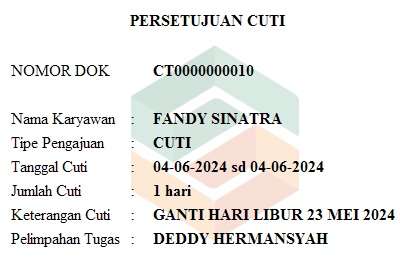 PERSETUJUAN CUTI
NOMOR DOK CT0000000010
Nama Karyawan : FANDY SINATRA
Tipe Pengajuan : CUTI
Tanggal Cuti : 04-06-2024 sd 04-06-2024
Jumlah Cuti : 1 hari
Keterangan Cuti : GANTI HARI LIBUR 23 MEI 2024
Pelimpahan Tugas : DEDDY HERMANSYAH